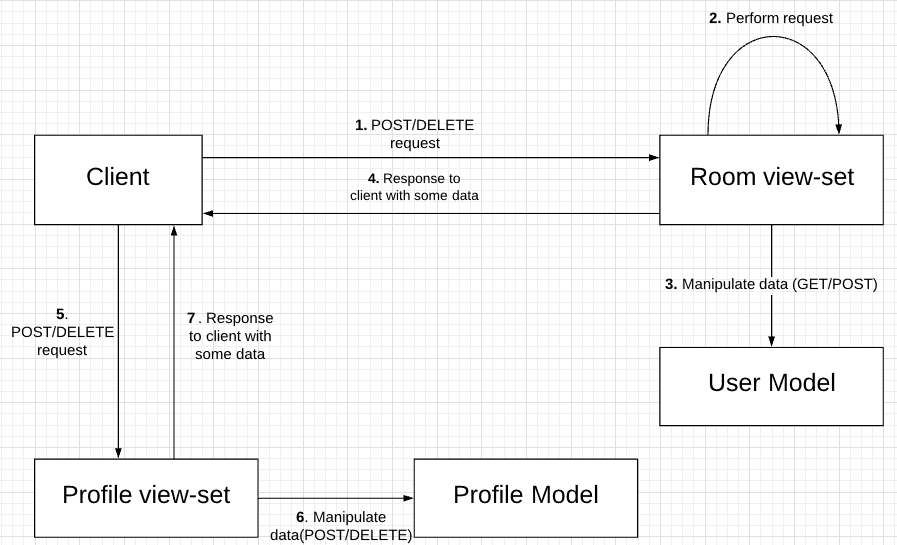 2. Perform request
1. POST/DELETE
request
Client
4. Response to
client with some data
Room view-set
3. Manipulate data (GET/POST)
5.
POST/DELETE
request
7 . Response
to client with
some data
User Model
Profile view-set
Profile Model
6. Manipulate
data(POST/DELETE)